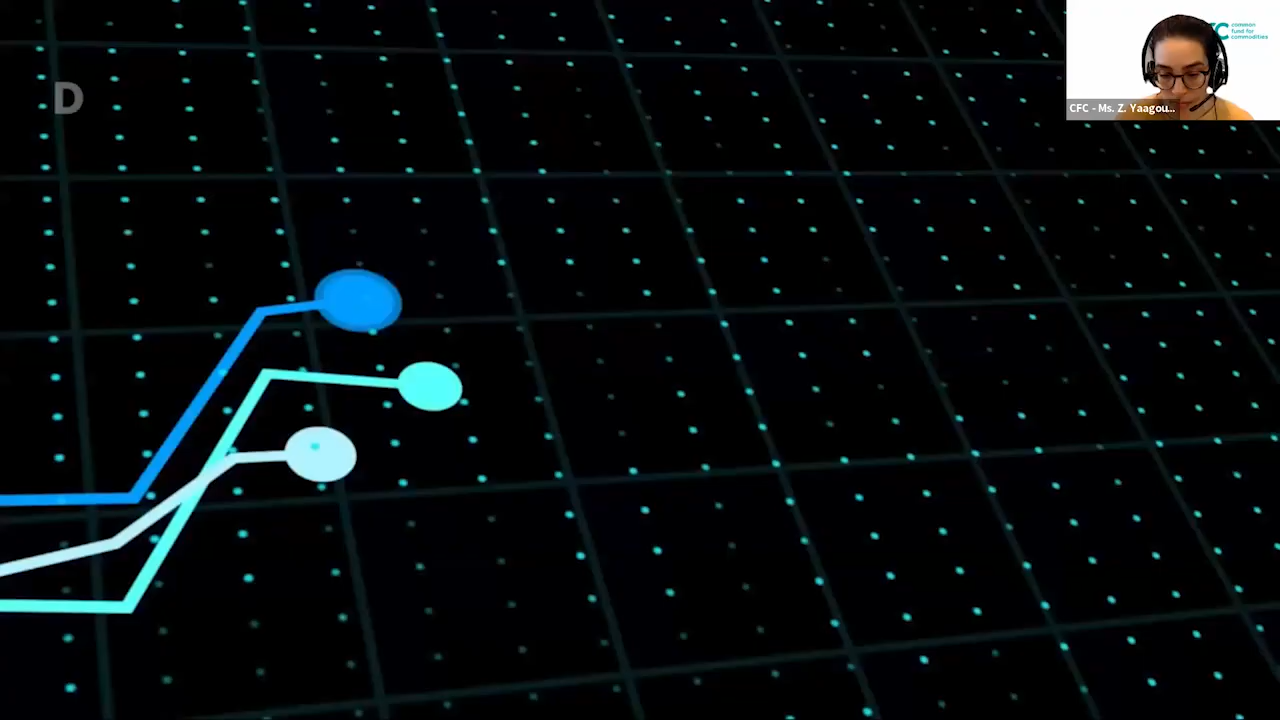 D
common
fund for
commodities
CFC - Ms. Z. Yaagou...